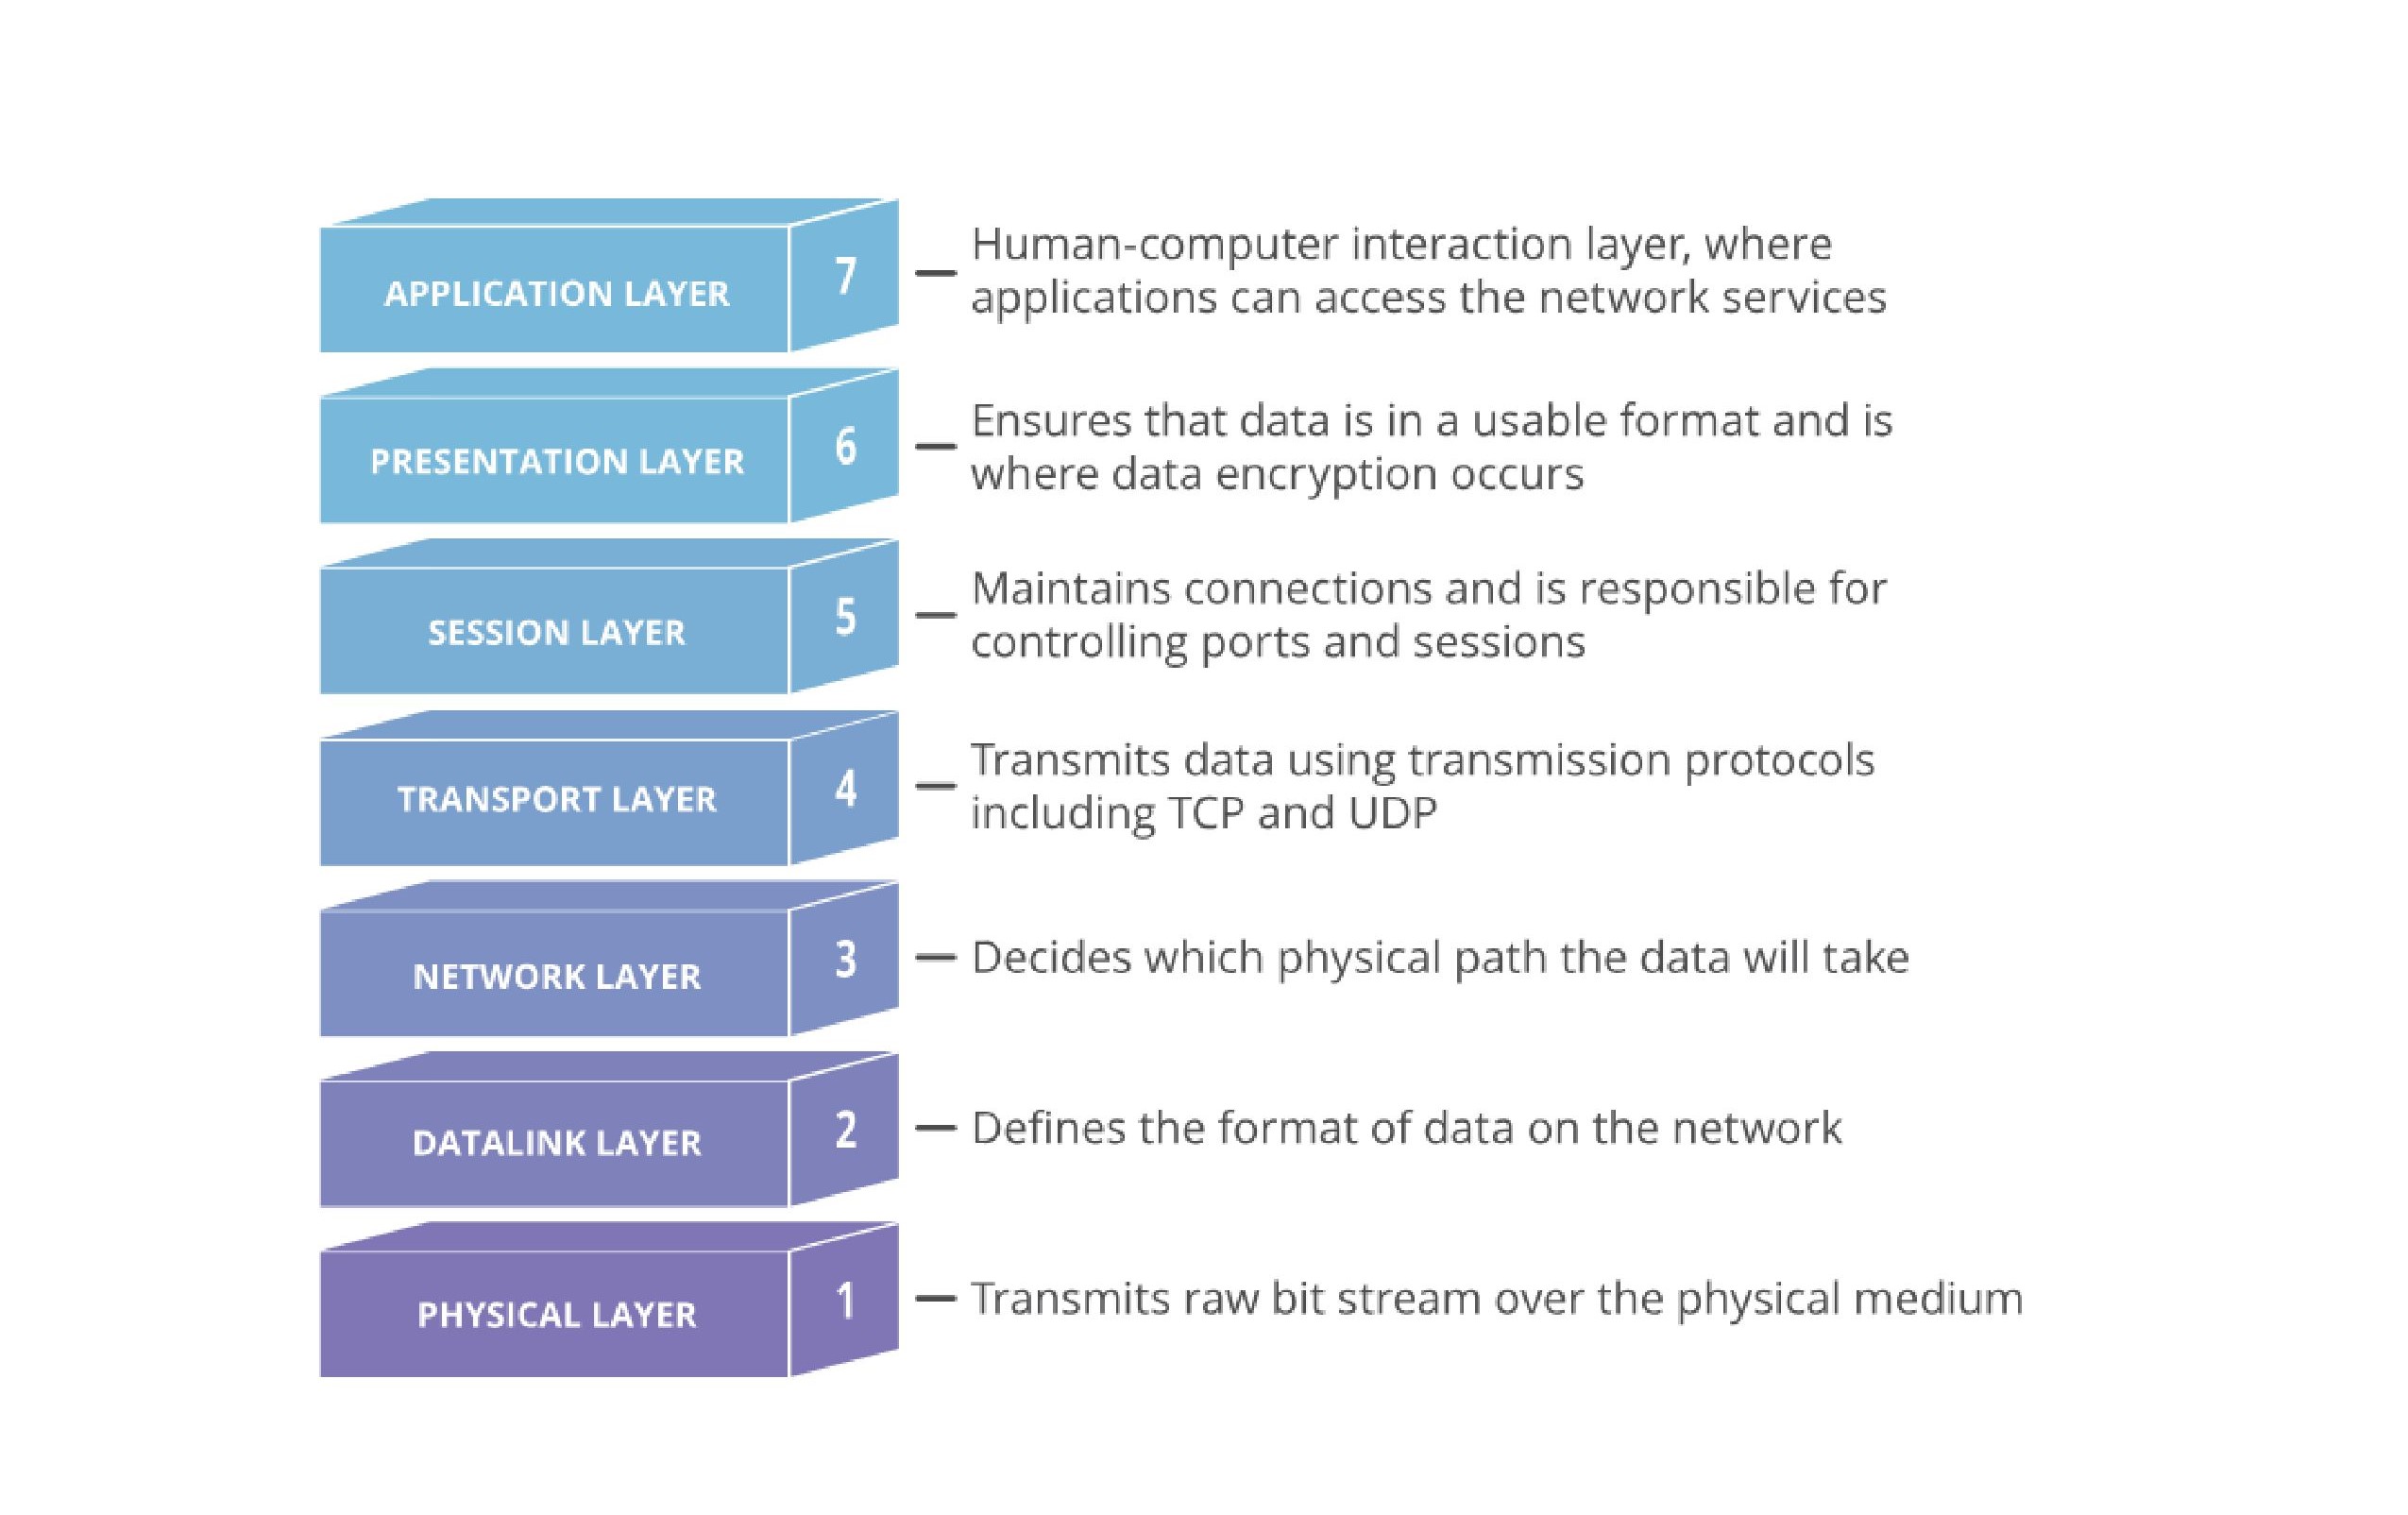 APPLICATION LAYER
7
Human-computer interaction layer, where
applications can access the network services
PRESENTATION LAYER
6
Ensures that data is in a usable format and is
where data encryption occurs
SESSION LAYER
5
Maintains connections and is responsible for
controlling ports and sessions
TRANSPORT LAYER
4
Transmits data using transmission protocols
including TCP and UDP
NETWORK LAYER
3
Decides which physical path the data will take
DATALINK LAYER
2
Defines the format of data on the network
PHYSICAL LAYER
1
Transmits raw bit stream over the physical medium